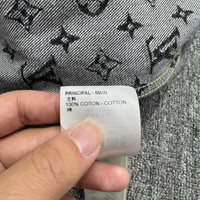 PRINCIPAL - MAIN
主料
100% COTON - COTTON
棉